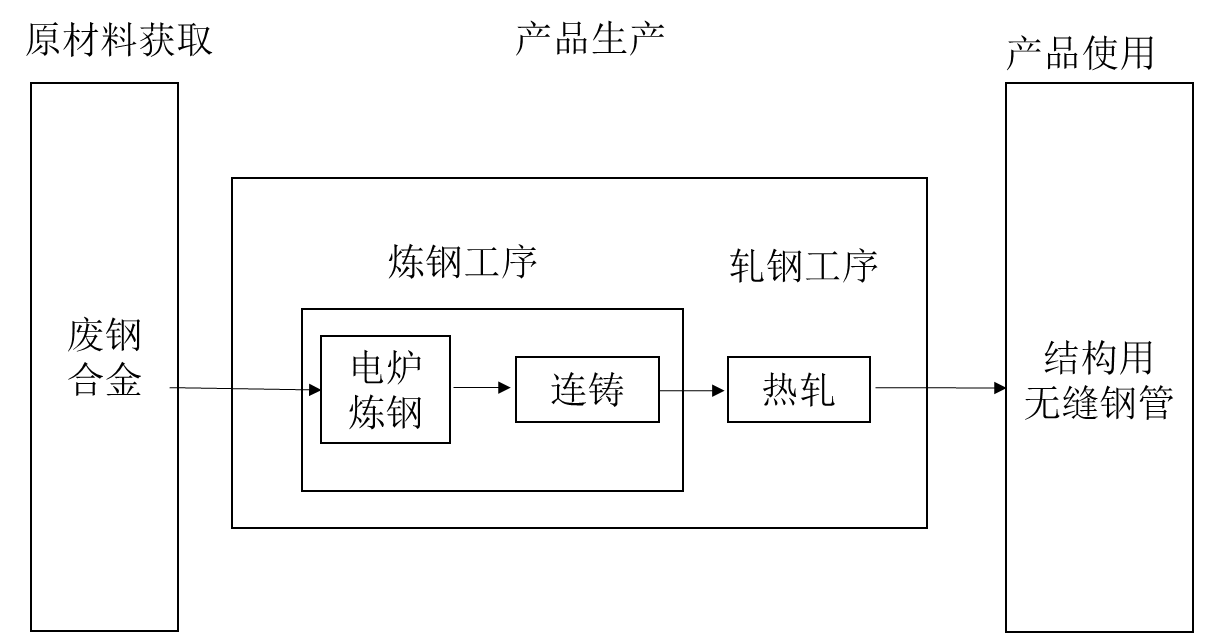 原材料获取
产品生产
产品使用
炼钢工序
轧钢工序
废钢
合金
电炉
炼钢
连铸
热轧
结构用
无缝钢管